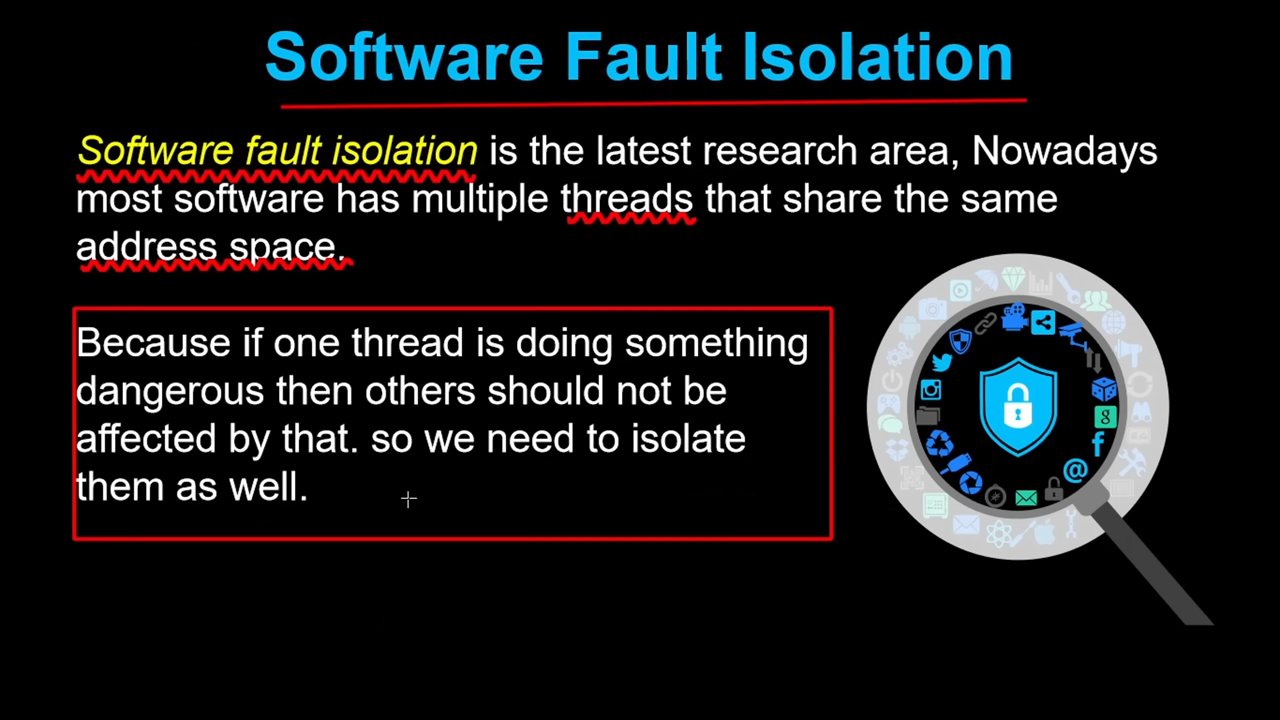 Software Fault Isolation
Software fault isolation is the latest research area, Nowadays
most software has multiple threads that share the same
address space.
Because if one thread is doing something
dangerous then others should not be
affected by that. so we need to isolate
them as well.